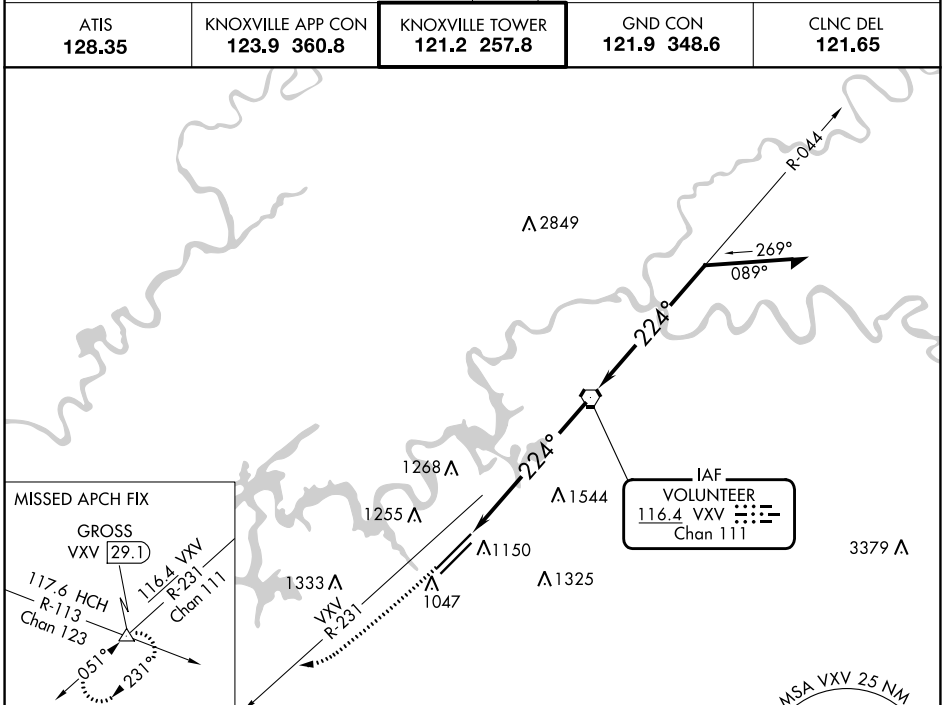 ATIS
128.35
KNOXVILLE APP CON
123.9 360.8
KNOXVILLE TOWER
121.2 257.8
GND CON
121.9 348.6
CLNC DEL
121.65
R-044
2849
269°
089°
224°
224°
1268
1544
1255
IAF
VOLUNTEER
116.4 VXV
Chan 111
1150
3379
1333
1047
1325
VXV
R-231
MISSED APCH FIX
GROSS
VXV 29.1
117.6 HCH
R-113
Chan 123
116.4 VXV
R-231
Chan 111
051°
231°
MSA VXV 25 NM